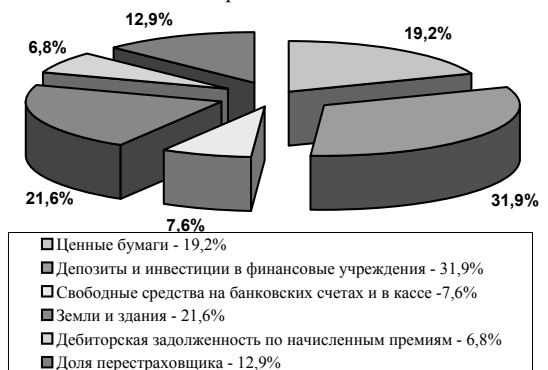 12,9%
19,2%
6,8%
21,6%
31,9%
7,6%
Ценные бумаги - 19,2%
Депозиты и инвестиции в финансовые учреждения - 31,9%
Свободные средства на банковских счетах и в кассе -7,6%
Земли и здания - 21,6%
Дебиторская задолженность по начисленным премиям - 6,8%
Доля перестраховщика - 12,9%